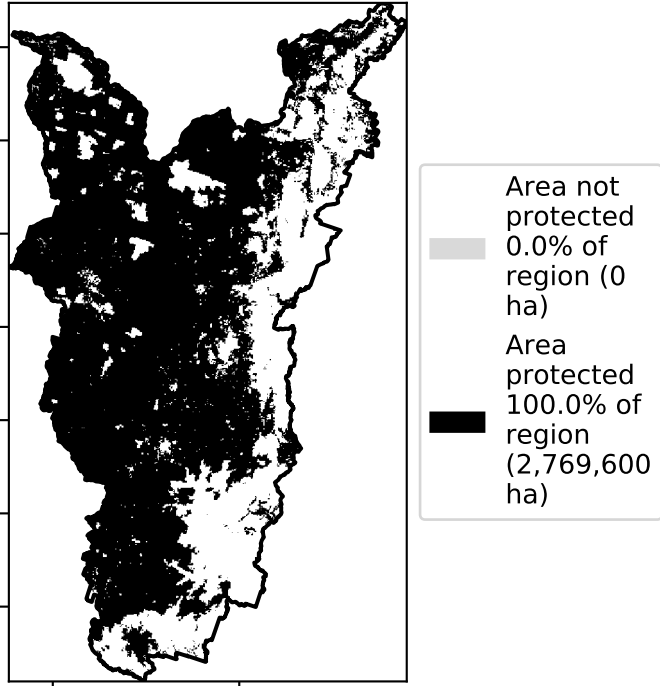 Area not
protected
0.0% of
region (0
ha)
Area
protected
100.0% of
region
(2,769,600
ha)